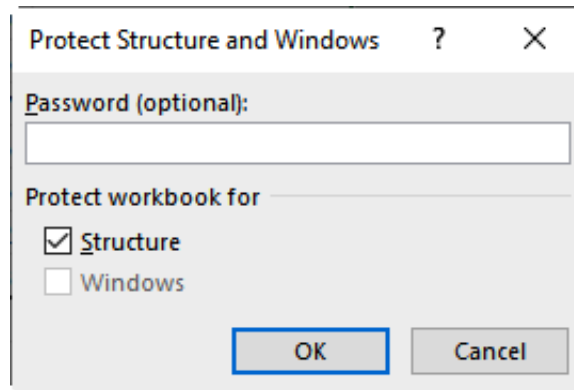 Protect Structure and Windows ?
Password (optional):
Protect workbook for
Structure
Windows
OK Cancel